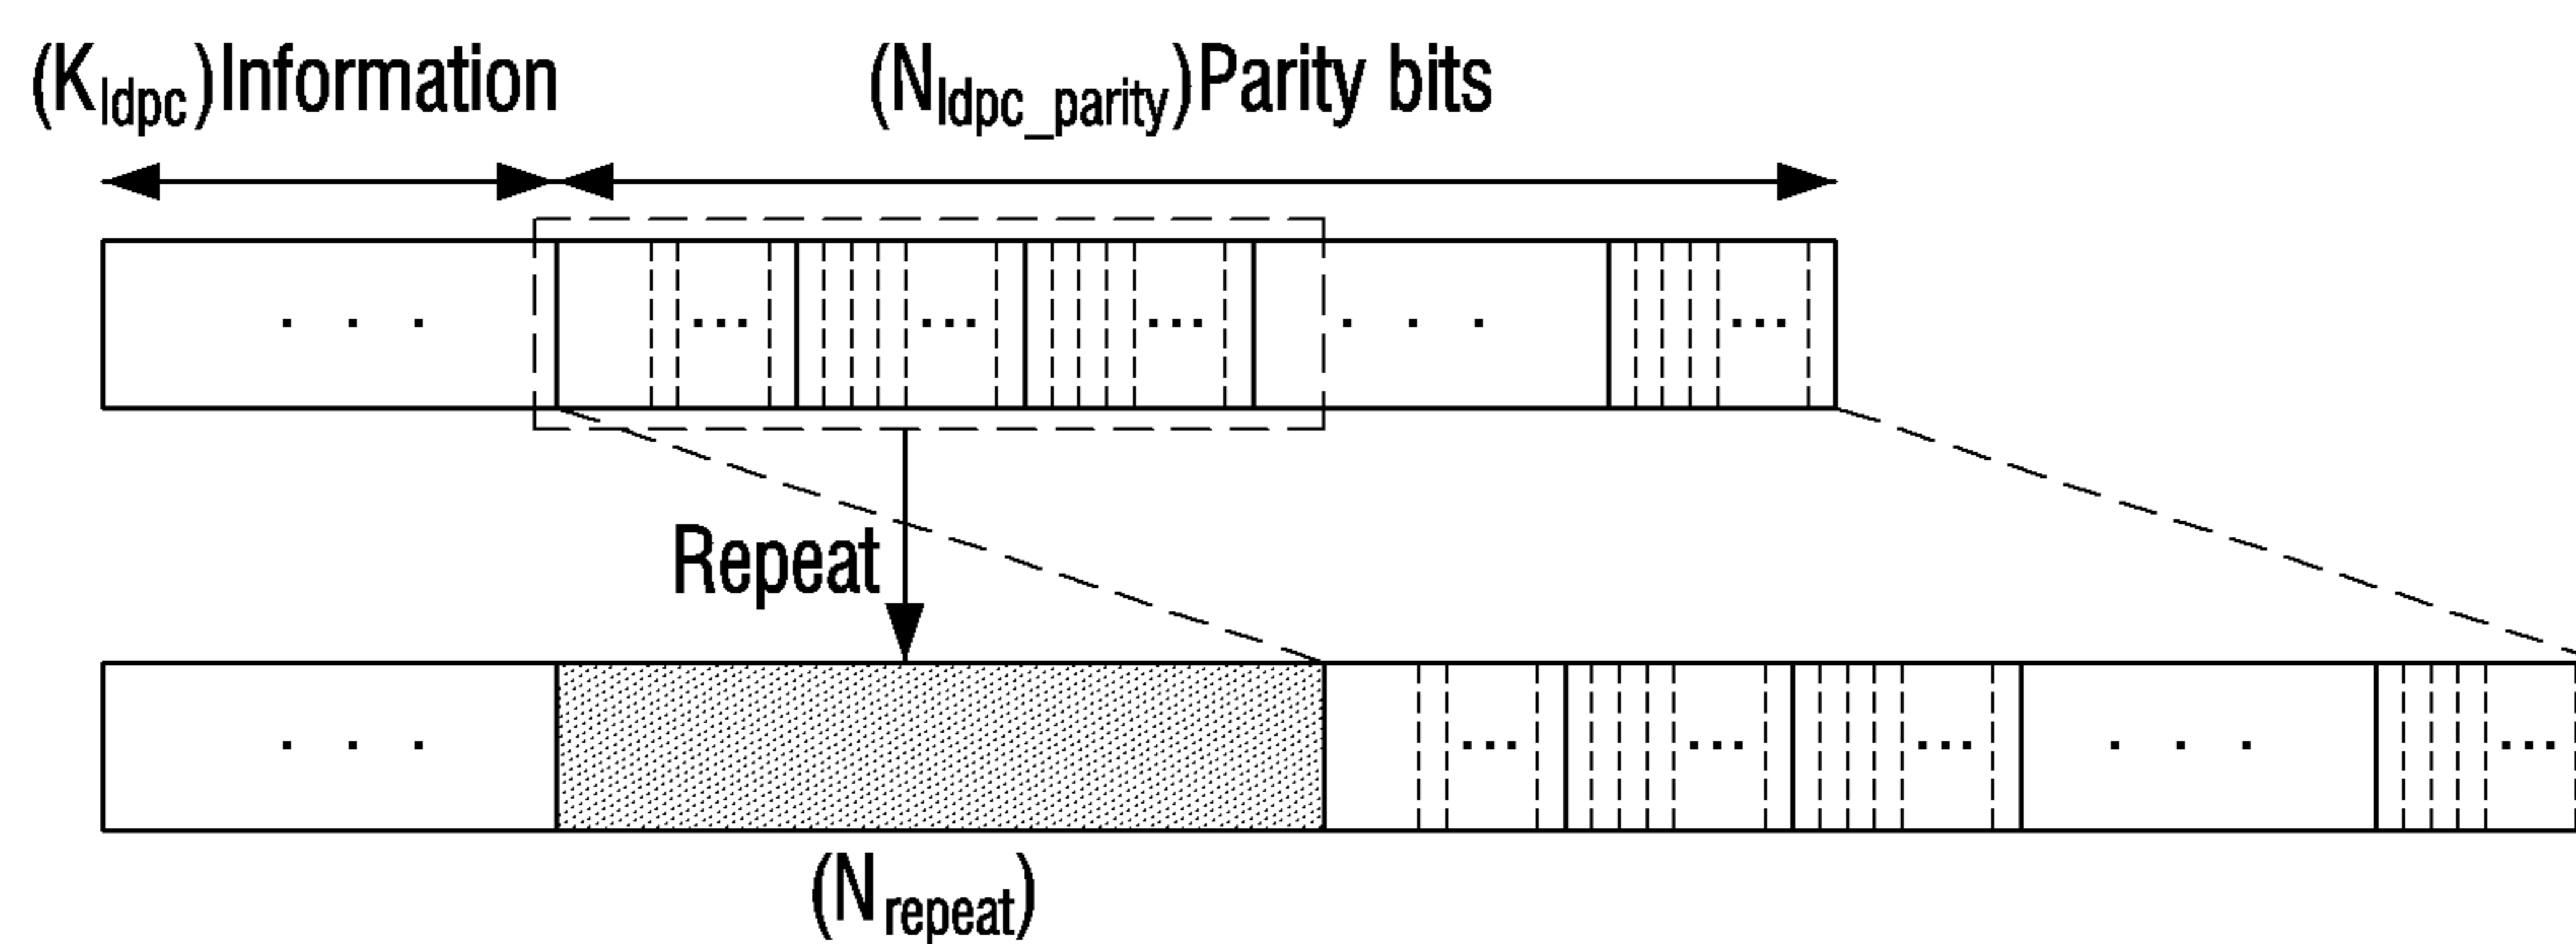 (Kldpc)Information
(Nldpc_parity)Parity bits
Repeat
(Nrepeat)